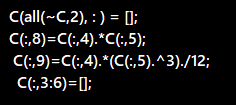 C(all(~C,2), : ) = [];
C(:,8)=C(:,4).*C(:,5);
C(:,9)=C(:,4).*(C(:,5).^3)./12;
C(:,3:6)=[];